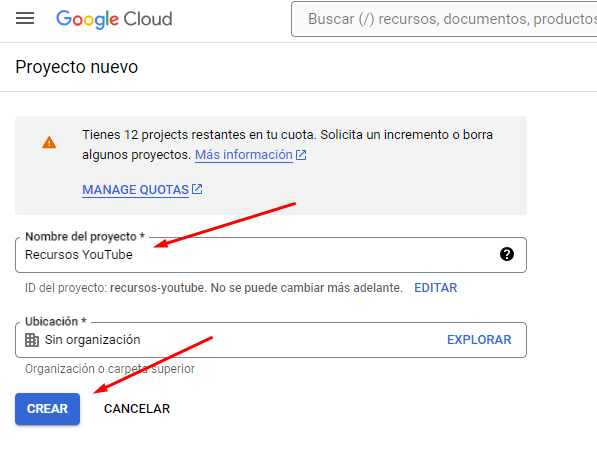 Google Cloud
Buscar (/) recursos, documentos, productos
Proyecto nuevo
Tienes 12 projects restantes en tu cuota. Solicita un incremento o borra
algunos proyectos. Más información
MANAGE QUOTAS
Nombre del proyecto *
Recursos YouTube
ID del proyecto: recursos-youtube. No se puede cambiar más adelante. EDITAR
Ubicación *
Sin organización EXPLORAR
Organización o carpeta superior
CREAR CANCELAR